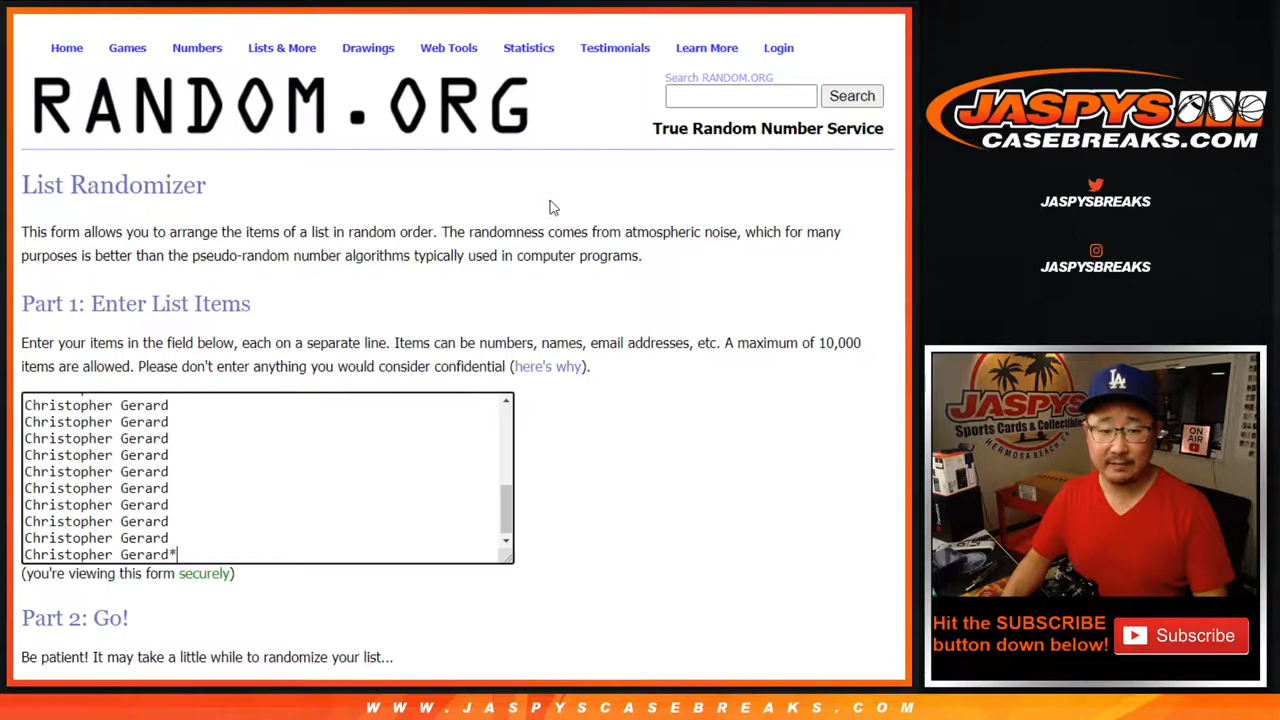 Home Games Numbers Lists & More Drawings Web Tools Statistics Testimonials Learn More Login
RANDOM.ORG
Search RANDOM.ORG
Search
True Random Number Service
List Randomizer
This form allows you to arrange the items of a list in random order. The randomness comes from atmospheric noise, which for many
purposes is better than the pseudo-random number algorithms typically used in computer programs.
Part 1: Enter List Items
Enter your items in the field below, each on a separate line. Items can be numbers, names, email addresses, etc. A maximum of 10,000
items are allowed. Please don't enter anything you would consider confidential (here's why).
Christopher Gerard
Christopher Gerard
Christopher Gerard
Christopher Gerard
Christopher Gerard
Christopher Gerard
Christopher Gerard
Christopher Gerard
Christopher Gerard
Christopher Gerard*
(you're viewing this form securely)
Part 2: Go!
Be patient! It may take a little while to randomize your list...
JASPYS
CASEBREAKS.COM
JASPYSBREAKS
JASPYSBREAKS
JASPYS
Sports Cards & Collectibles
HERMOSA BEACH, CA
LA
ON
AIR
Hit the SUBSCRIBE
button down below!
Subscribe
WWW.JASPYSCASEBREAKS.COM